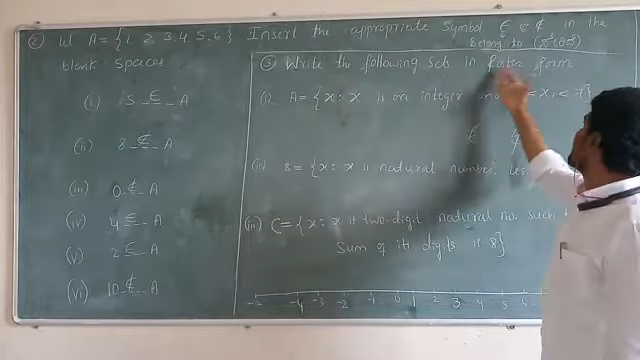 ② Let A = {1, 2, 3, 4, 5, 6} Insert the appropriate symbol ∈ or ∉ in the
blank spaces
Belong to
(i) 5 _∈_ A
(ii) 8 _∉_ A
(iii) 0 _∉_ A
(iv) 4 _∈_ A
(v) 2 _∈_ A
(vi) 10 _∉_ A
③ Write the following sets in Roster form
(i) A = {x : x is an integer and < 7}
∈
(ii) B = {x : x is natural number
(iii) C = {x : x is two-digit natural no. such
Sum of its digits is 8}
-5 -4 -3 -2 -1 0 1 2 3 4 5 6